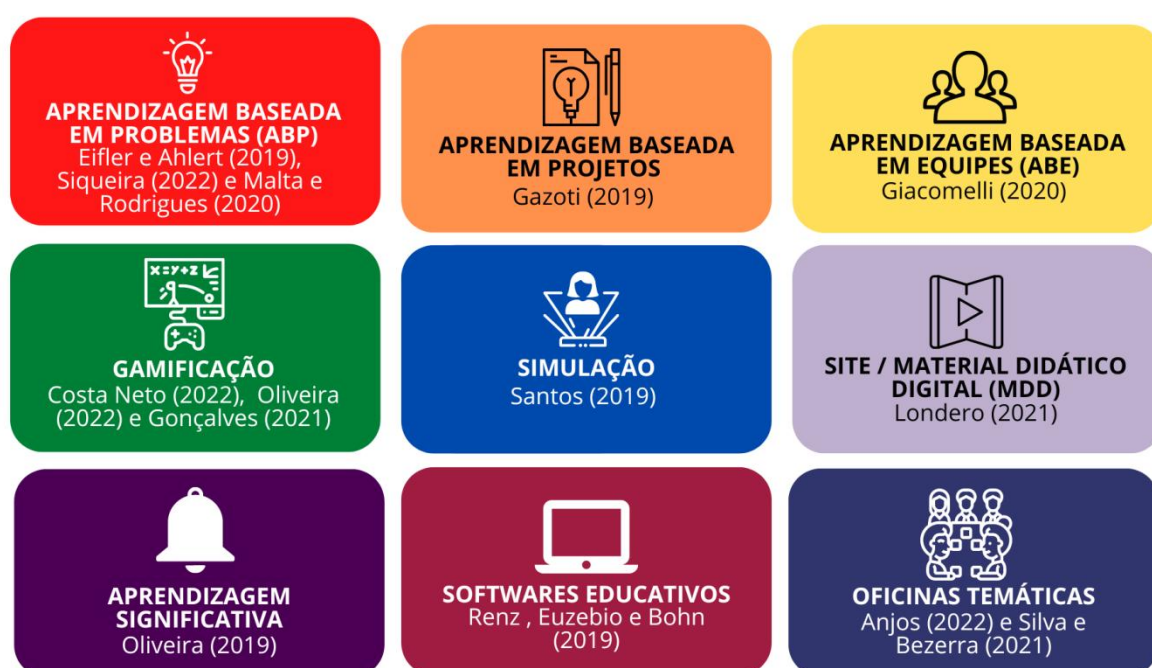 APRENDIZAGEM BASEADA
EM PROBLEMAS (ABP)
Eifler e Ahlert (2019),
Siqueira (2022) e Malta e
Rodrigues (2020)
APRENDIZAGEM BASEADA
EM PROJETOS
Gazoti (2019)
APRENDIZAGEM BASEADA
EM EQUIPES (ABE)
Giacomelli (2020)
x=y+z
GAMIFICAÇÃO
Costa Neto (2022), Oliveira
(2022) e Gonçalves (2021)
SIMULAÇÃO
Santos (2019)
SITE / MATERIAL DIDÁTICO
DIGITAL (MDD)
Londero (2021)
APRENDIZAGEM
SIGNIFICATIVA
Oliveira (2019)
SOFTWARES EDUCATIVOS
Renz , Euzebio e Bohn
(2019)
OFICINAS TEMÁTICAS
Anjos (2022) e Silva e
Bezerra (2021)